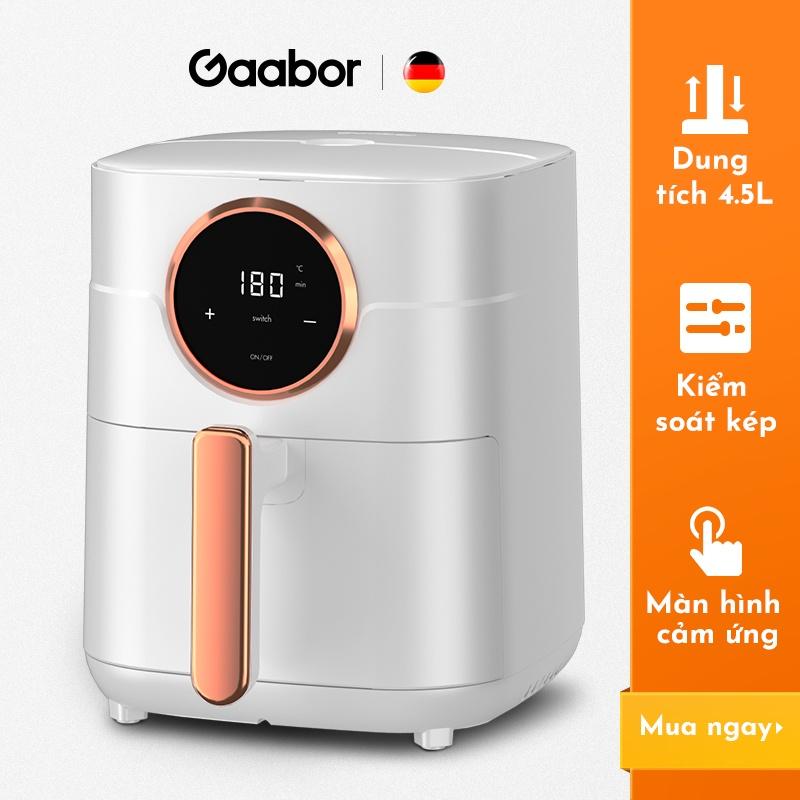 Gaabor
180
°C
min
+
switch
−
ON/OFF
Dung
tích 4.5L
Kiểm
soát kép
Màn hình
cảm ứng
Mua ngay